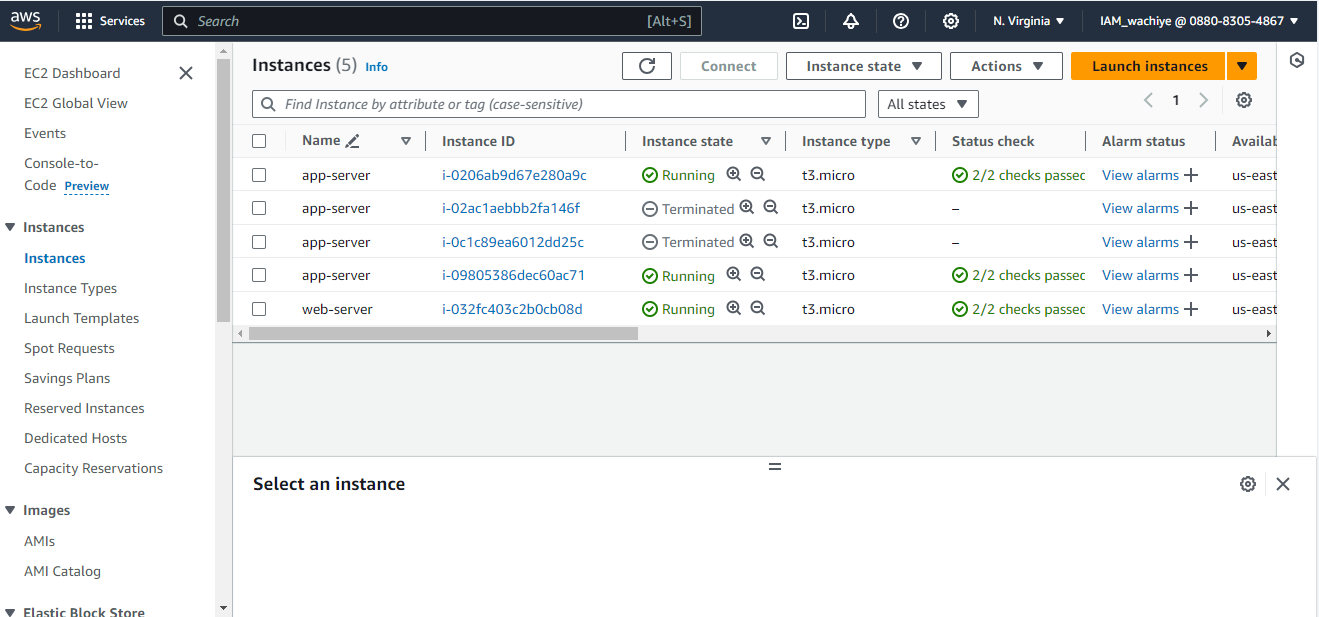 aws Services Search [Alt+S] N. Virginia IAM_wachiye @ 0880-8305-4867
EC2 Dashboard
EC2 Global View
Events
Console-to-
Code Preview
Instances
Instances
Instance Types
Launch Templates
Spot Requests
Savings Plans
Reserved Instances
Dedicated Hosts
Capacity Reservations
Images
AMIs
AMI Catalog
Elastic Block Store
Instances (5) Info Connect Instance state Actions Launch instances
Find Instance by attribute or tag (case-sensitive) All states 1
Name Instance ID Instance state Instance type Status check Alarm status Availab
app-server i-0206ab9d67e280a9c Running t3.micro 2/2 checks passed View alarms us-east
app-server i-02ac1aebbb2fa146f Terminated t3.micro – View alarms us-east
app-server i-0c1c89ea6012dd25c Terminated t3.micro – View alarms us-east
app-server i-09805386dec60ac71 Running t3.micro 2/2 checks passed View alarms us-east
web-server i-032fc403c2b0cb08d Running t3.micro 2/2 checks passed View alarms us-east
Select an instance